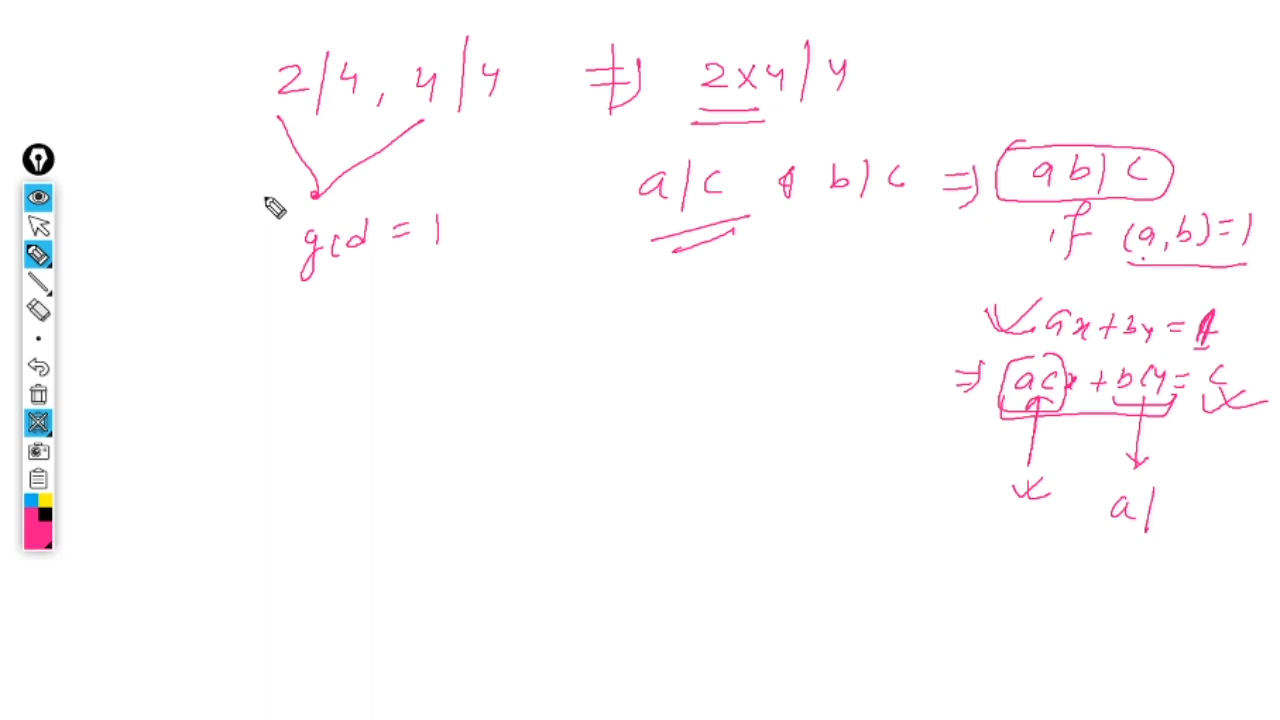 2|4, 4|4 ⇏ 2×4|4
a|c & b|c ⇒ ab|c
if (a,b)=1
gcd = 1
ax+by=1
⇒ acx+bcy=c
a|